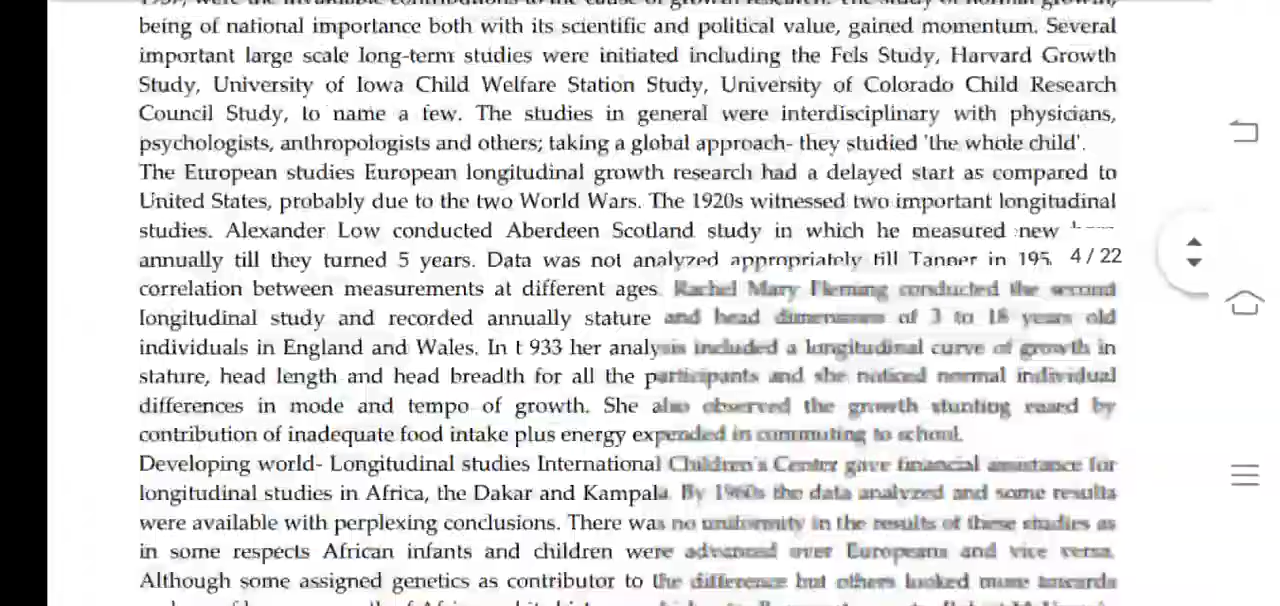 being of national importance both with its scientific and political value, gained momentum. Several
important large scale long-term studies were initiated including the Fels Study, Harvard Growth
Study, University of Iowa Child Welfare Station Study, University of Colorado Child Research
Council Study, to name a few. The studies in general were interdisciplinary with physicians,
psychologists, anthropologists and others; taking a global approach- they studied 'the whole child'.
The European studies European longitudinal growth research had a delayed start as compared to
United States, probably due to the two World Wars. The 1920s witnessed two important longitudinal
studies. Alexander Low conducted Aberdeen Scotland study in which he measured new
annually till they turned 5 years. Data was not analyzed appropriately till Tanner in 195 4/22
correlation between measurements at different ages. Rachel Mary Fleming conducted the second
longitudinal study and recorded annually stature and head dimensions of 3 to 18 years old
individuals in England and Wales. In t 933 her analysis included a longitudinal curve of growth in
stature, head length and head breadth for all the participants and she noticed normal individual
differences in mode and tempo of growth. She also observed the growth stunting by
contribution of inadequate food intake plus energy expended in commuting to school.
Developing world- Longitudinal studies International Children's Center gave financial assistance for
longitudinal studies in Africa, the Dakar and Kampala. By 1960s the data analyzed and some results
were available with perplexing conclusions. There was no uniformity in the results of these studies as
in some respects African infants and children were advanced over Europeans and vice versa.
Although some assigned genetics as contributor to the difference but others looked more towards